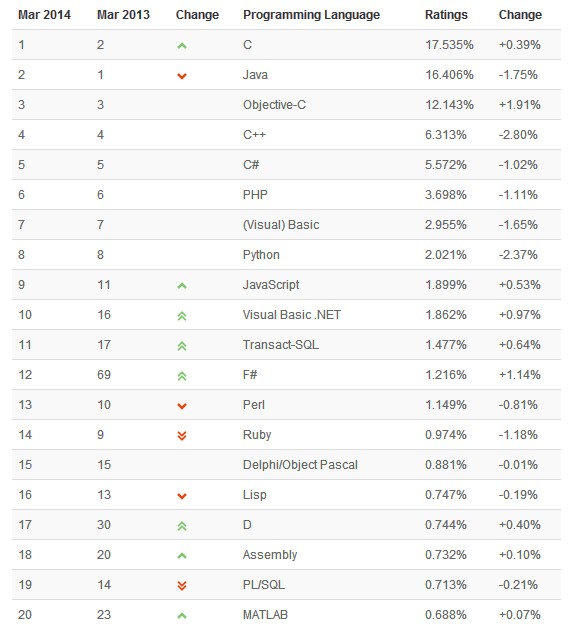 Mar 2014 Mar 2013 Change Programming Language Ratings Change
1 2 C 17.535% +0.39%
2 1 Java 16.406% -1.75%
3 3 Objective-C 12.143% +1.91%
4 4 C++ 6.313% -2.80%
5 5 C# 5.572% -1.02%
6 6 PHP 3.698% -1.11%
7 7 (Visual) Basic 2.955% -1.65%
8 8 Python 2.021% -2.37%
9 11 JavaScript 1.899% +0.53%
10 16 Visual Basic .NET 1.862% +0.97%
11 17 Transact-SQL 1.477% +0.64%
12 69 F# 1.216% +1.14%
13 10 Perl 1.149% -0.81%
14 9 Ruby 0.974% -1.18%
15 15 Delphi/Object Pascal 0.881% -0.01%
16 13 Lisp 0.747% -0.19%
17 30 D 0.744% +0.40%
18 20 Assembly 0.732% +0.10%
19 14 PL/SQL 0.713% -0.21%
20 23 MATLAB 0.688% +0.07%